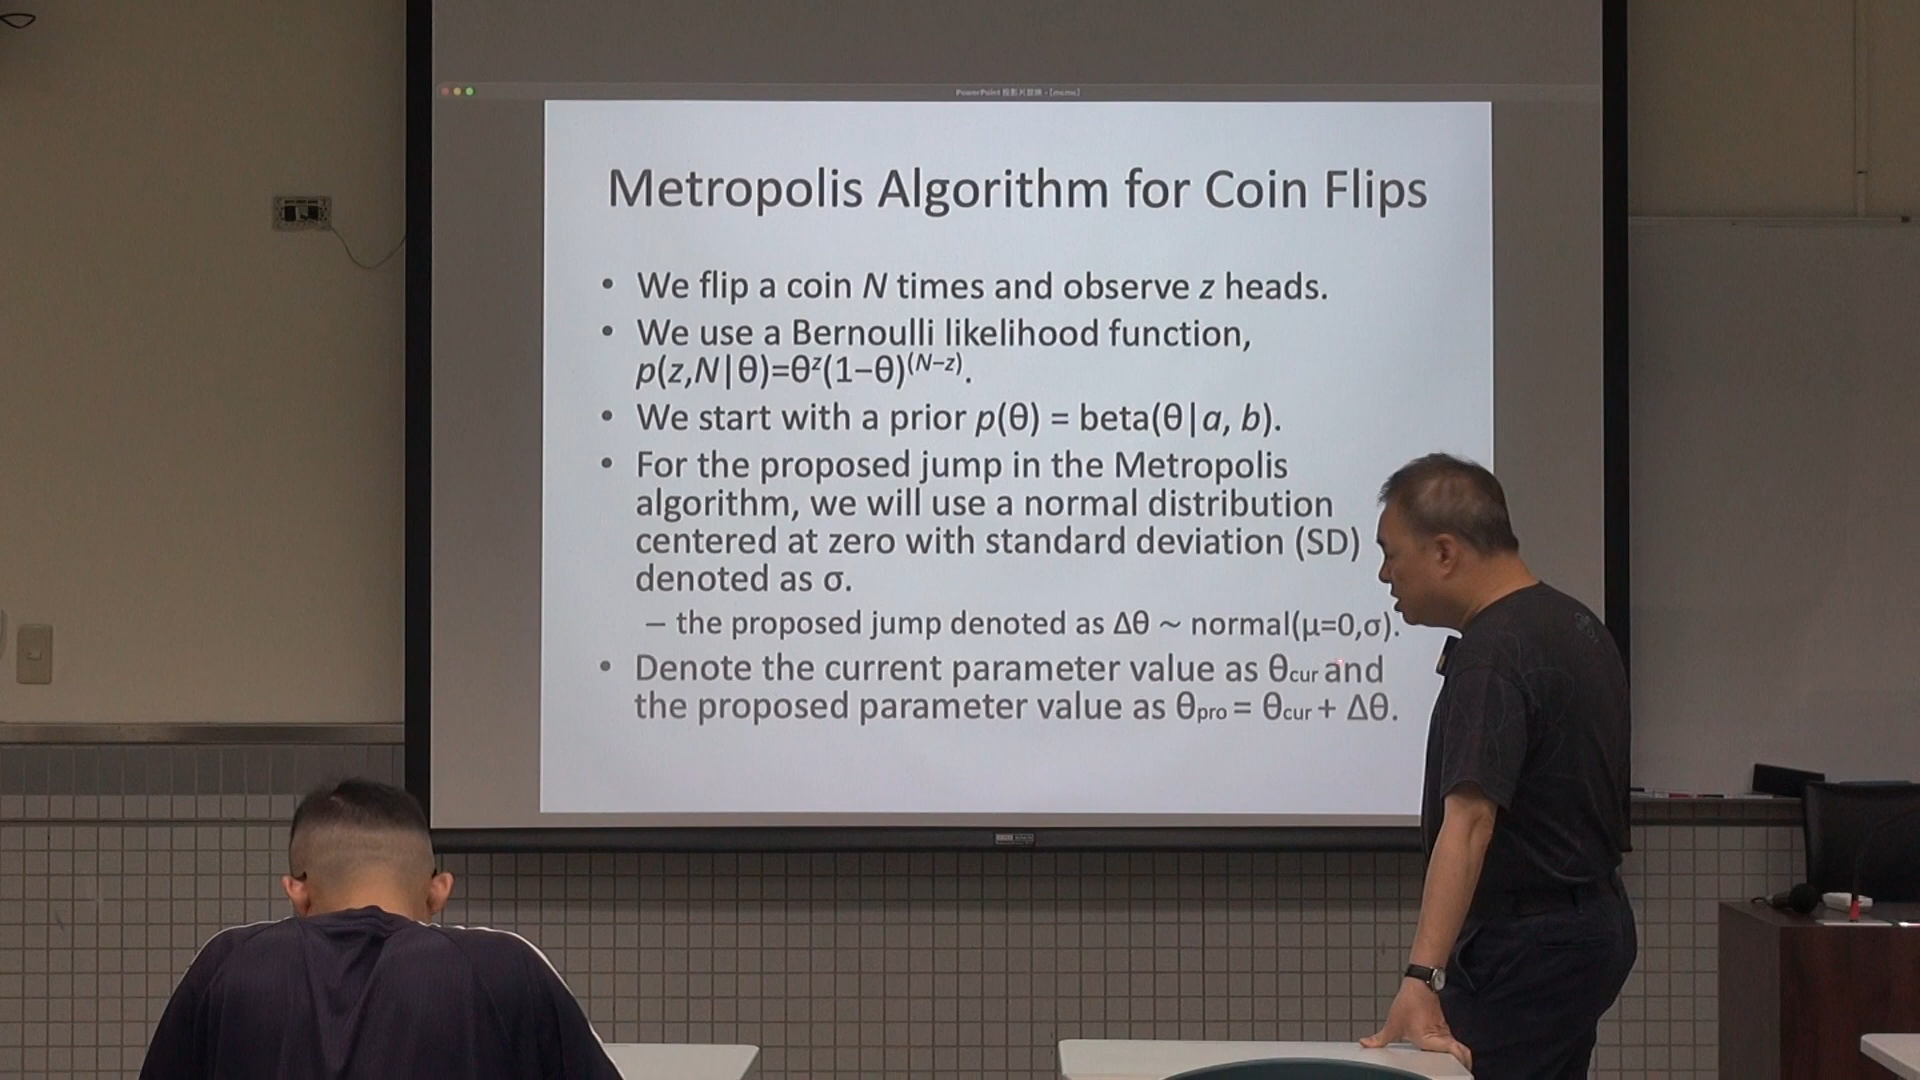 PowerPoint 投影片放映 - [mcmc]
Metropolis Algorithm for Coin Flips
• We flip a coin N times and observe z heads.
• We use a Bernoulli likelihood function,
p(z,N|θ)=θᶻ(1−θ)⁽ᴺ⁻ᶻ⁾.
• We start with a prior p(θ) = beta(θ|a, b).
• For the proposed jump in the Metropolis
algorithm, we will use a normal distribution
centered at zero with standard deviation (SD)
denoted as σ.
– the proposed jump denoted as Δθ ~ normal(μ=0,σ).
• Denote the current parameter value as θcur and
the proposed parameter value as θpro = θcur + Δθ.